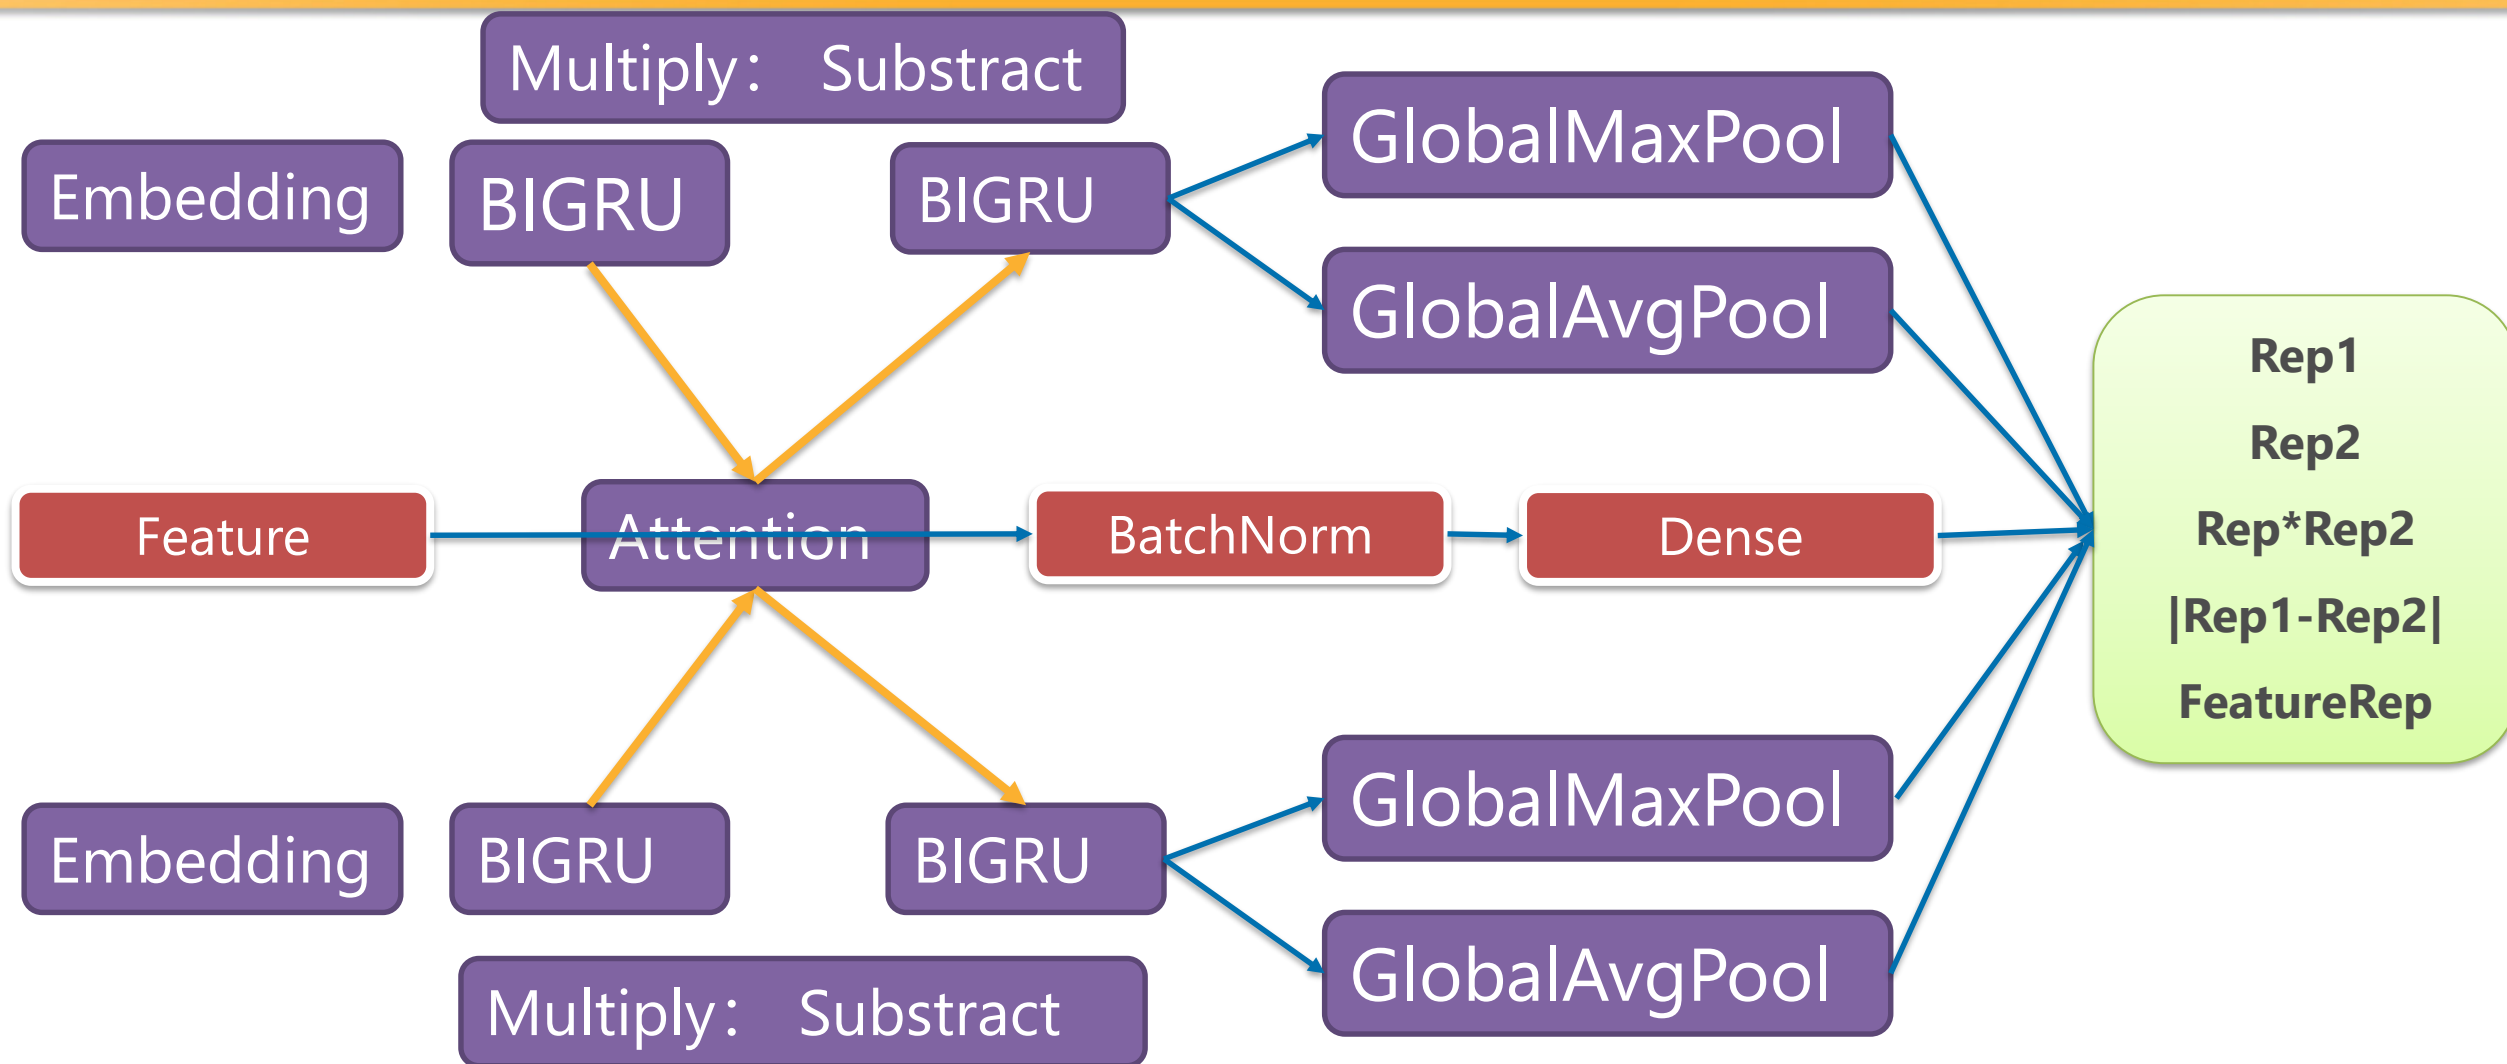 Multiply： Substract
Embedding
BIGRU
BIGRU
GlobalMaxPool
GlobalAvgPool
Feature
Attention
BatchNorm
Dense
Rep1
Rep2
Rep*Rep2
|Rep1-Rep2|
FeatureRep
Embedding
BIGRU
BIGRU
GlobalMaxPool
GlobalAvgPool
Multiply： Substract